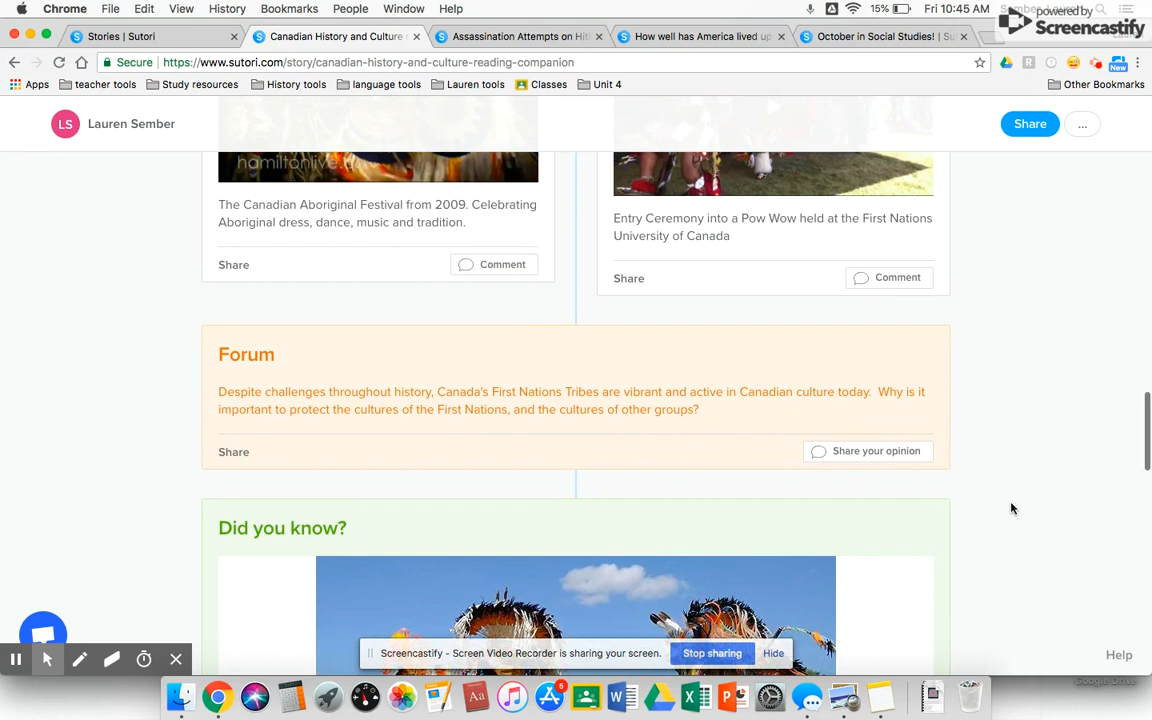 Chrome File Edit View History Bookmarks People Window Help
15% Fri 10:45 AM
powered by
Screencastify
Stories | Sutori
Canadian History and Culture
Assassination Attempts on Hit
How well has America lived up
October in Social Studies! | Su
Secure https://www.sutori.com/story/canadian-history-and-culture-reading-companion
New
Apps teacher tools Study resources History tools language tools Lauren tools Classes Unit 4 Other Bookmarks
LS Lauren Sember Share ...
hamiltonlive
The Canadian Aboriginal Festival from 2009. Celebrating
Aboriginal dress, dance, music and tradition.
Share Comment
Entry Ceremony into a Pow Wow held at the First Nations
University of Canada
Share Comment
Forum
Despite challenges throughout history, Canada's First Nations Tribes are vibrant and active in Canadian culture today. Why is it
important to protect the cultures of the First Nations, and the cultures of other groups?
Share Share your opinion
Did you know?
Screencastify - Screen Video Recorder is sharing your screen. Stop sharing Hide
Help
Google Drive